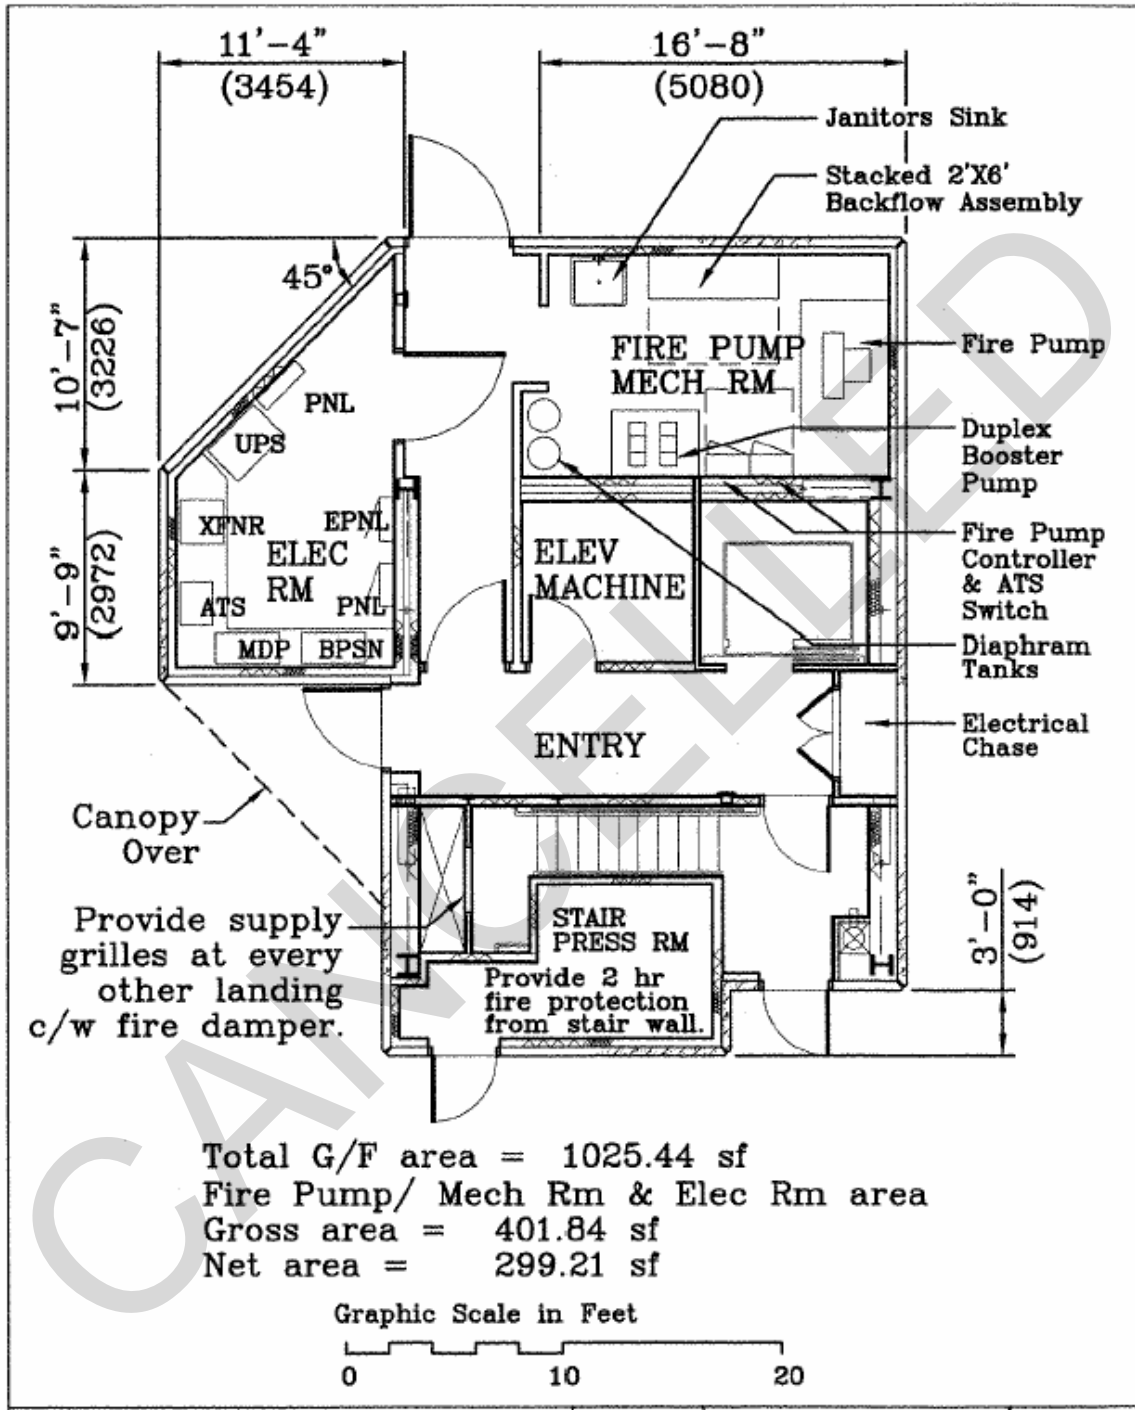 11'-4"
(3454)
16'-8"
(5080)
Janitors Sink
Stacked 2'X6'
Backflow Assembly
45°
10'-7"
(3226)
FIRE PUMP
MECH RM
Fire Pump
PNL
UPS
Duplex
Booster
Pump
XFNR
EPNL
ELEC
RM
ELEV
MACHINE
Fire Pump
Controller
& ATS
Switch
9'-9"
(2972)
ATS
PNL
MDP
BPSN
Diaphram
Tanks
ENTRY
Electrical
Chase
Canopy
Over
Provide supply
grilles at every
other landing
c/w fire damper.
STAIR
PRESS RM
Provide 2 hr
fire protection
from stair wall.
3'-0"
(914)
Total G/F area = 1025.44 sf
Fire Pump/ Mech Rm & Elec Rm area
Gross area = 401.84 sf
Net area = 299.21 sf
Graphic Scale in Feet
0 10 20
CANCELLED